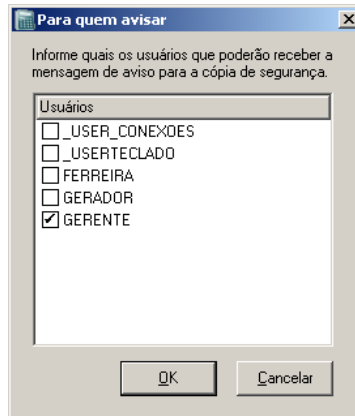 Para quem avisar
Informe quais os usuários que poderão receber a
mensagem de aviso para a cópia de segurança.
Usuários
_USER_CONEXOES
_USERTECLADO
FERREIRA
GERADOR
GERENTE
OK
Cancelar